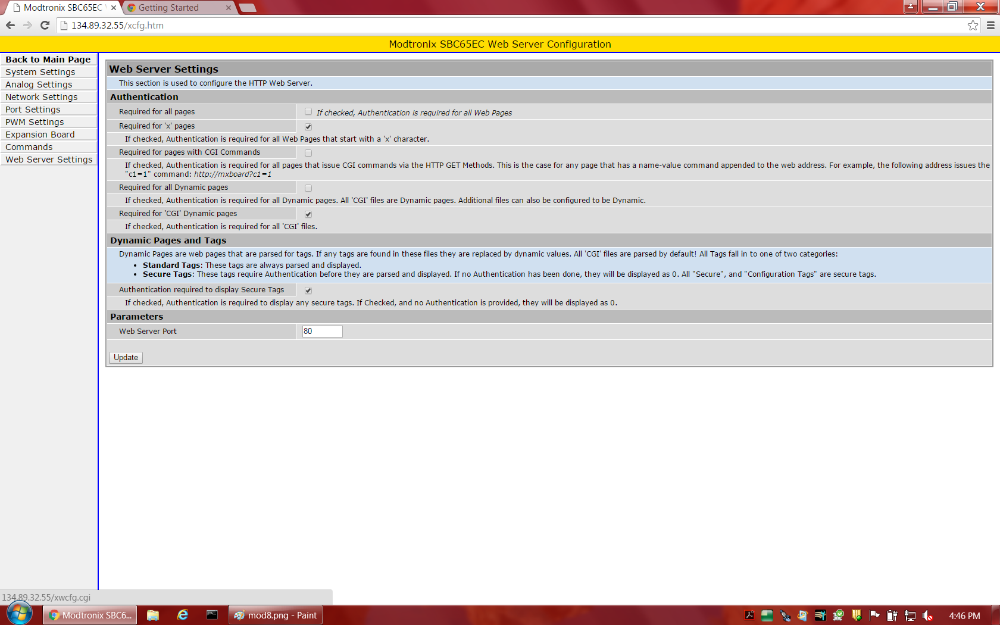 Modtronix SBC65EC
Getting Started
134.89.32.55/xcfg.htm
Modtronix SBC65EC Web Server Configuration
Back to Main Page
System Settings
Analog Settings
Network Settings
Port Settings
PWM Settings
Expansion Board
Commands
Web Server Settings
Web Server Settings
This section is used to configure the HTTP Web Server.
Authentication
Required for all pages
If checked, Authentication is required for all Web Pages
Required for 'x' pages
If checked, Authentication is required for all Web Pages that start with a 'x' character.
Required for pages with CGI Commands
If checked, Authentication is required for all pages that issue CGI commands via the HTTP GET Methods. This is the case for any page that has a name-value command appended to the web address. For example, the following address issues the
"c1=1" command: http://mxboard?c1=1
Required for all Dynamic pages
If checked, Authentication is required for all Dynamic pages. All 'CGI' files are Dynamic pages. Additional files can also be configured to be Dynamic.
Required for 'CGI' Dynamic pages
If checked, Authentication is required for all 'CGI' files.
Dynamic Pages and Tags
Dynamic Pages are web pages that are parsed for tags. If any tags are found in these files they are replaced by dynamic values. All 'CGI' files are parsed by default! All Tags fall in to one of two categories:
• Standard Tags: These tags are always parsed and displayed.
• Secure Tags: These tags require Authentication before they are parsed and displayed. If no Authentication has been done, they will be displayed as 0. All "Secure", and "Configuration Tags" are secure tags.
Authentication required to display Secure Tags
If checked, Authentication is required to display any secure tags. If Checked, and no Authentication is provided, they will be displayed as 0.
Parameters
Web Server Port
80
Update
134.89.32.55/xwcfg.cgi
Modtronix SBC6...
mod8.png - Paint
4:46 PM